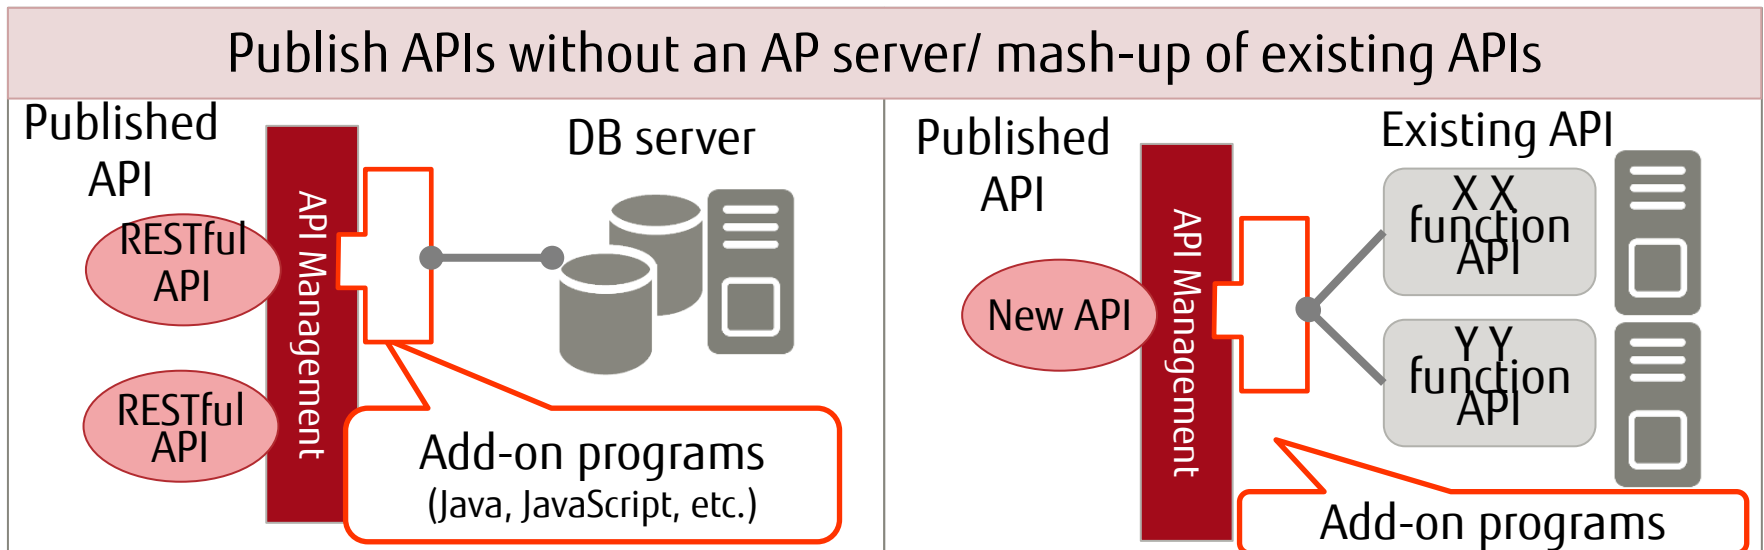 Publish APIs without an AP server/ mash-up of existing APIs
Published
API
DB server
RESTful
API
RESTful
API
API Management
Add-on programs
(Java, JavaScript, etc.)
Published
API
Existing API
New API
API Management
X X
function
API
Y Y
function
API
Add-on programs